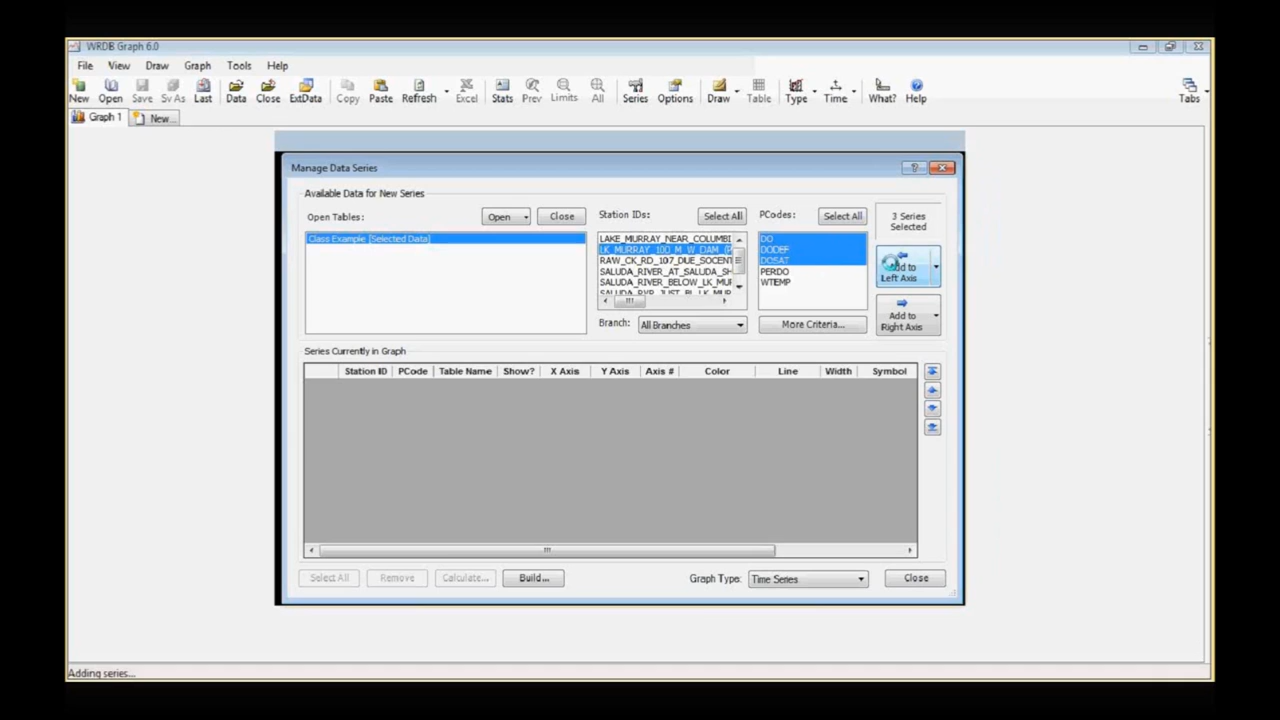 WRDB Graph 6.0
File View Draw Graph Tools Help
New Open Save Sv As Last Data Close ExtData Copy Paste Refresh Excel Stats Prev Limits All Series Options Draw Table Type Time What? Help Tabs
Graph 1 New...
Manage Data Series
Available Data for New Series
Open Tables: Open Close Station IDs: Select All PCodes: Select All
3 Series
Selected
Class Example [Selected Data]
LAKE_MURRAY_NEAR_COLUMBI
LK_MURRAY_100_M_W_DAM_(
RAW_CK_RD_107_DUE_SOCENT
SALUDA_RIVER_AT_SALUDA_SH
SALUDA_RIVER_BELOW_LK_MUR
SALUDA_RVR_JUST_BL_LK_MUR
DO
DODEF
DOSAT
PERDO
WTEMP
Add to
Left Axis
Add to
Right Axis
Branch: All Branches More Criteria...
Series Currently in Graph
Station ID PCode Table Name Show? X Axis Y Axis Axis # Color Line Width Symbol
Select All Remove Calculate... Build... Graph Type: Time Series Close
Adding series...